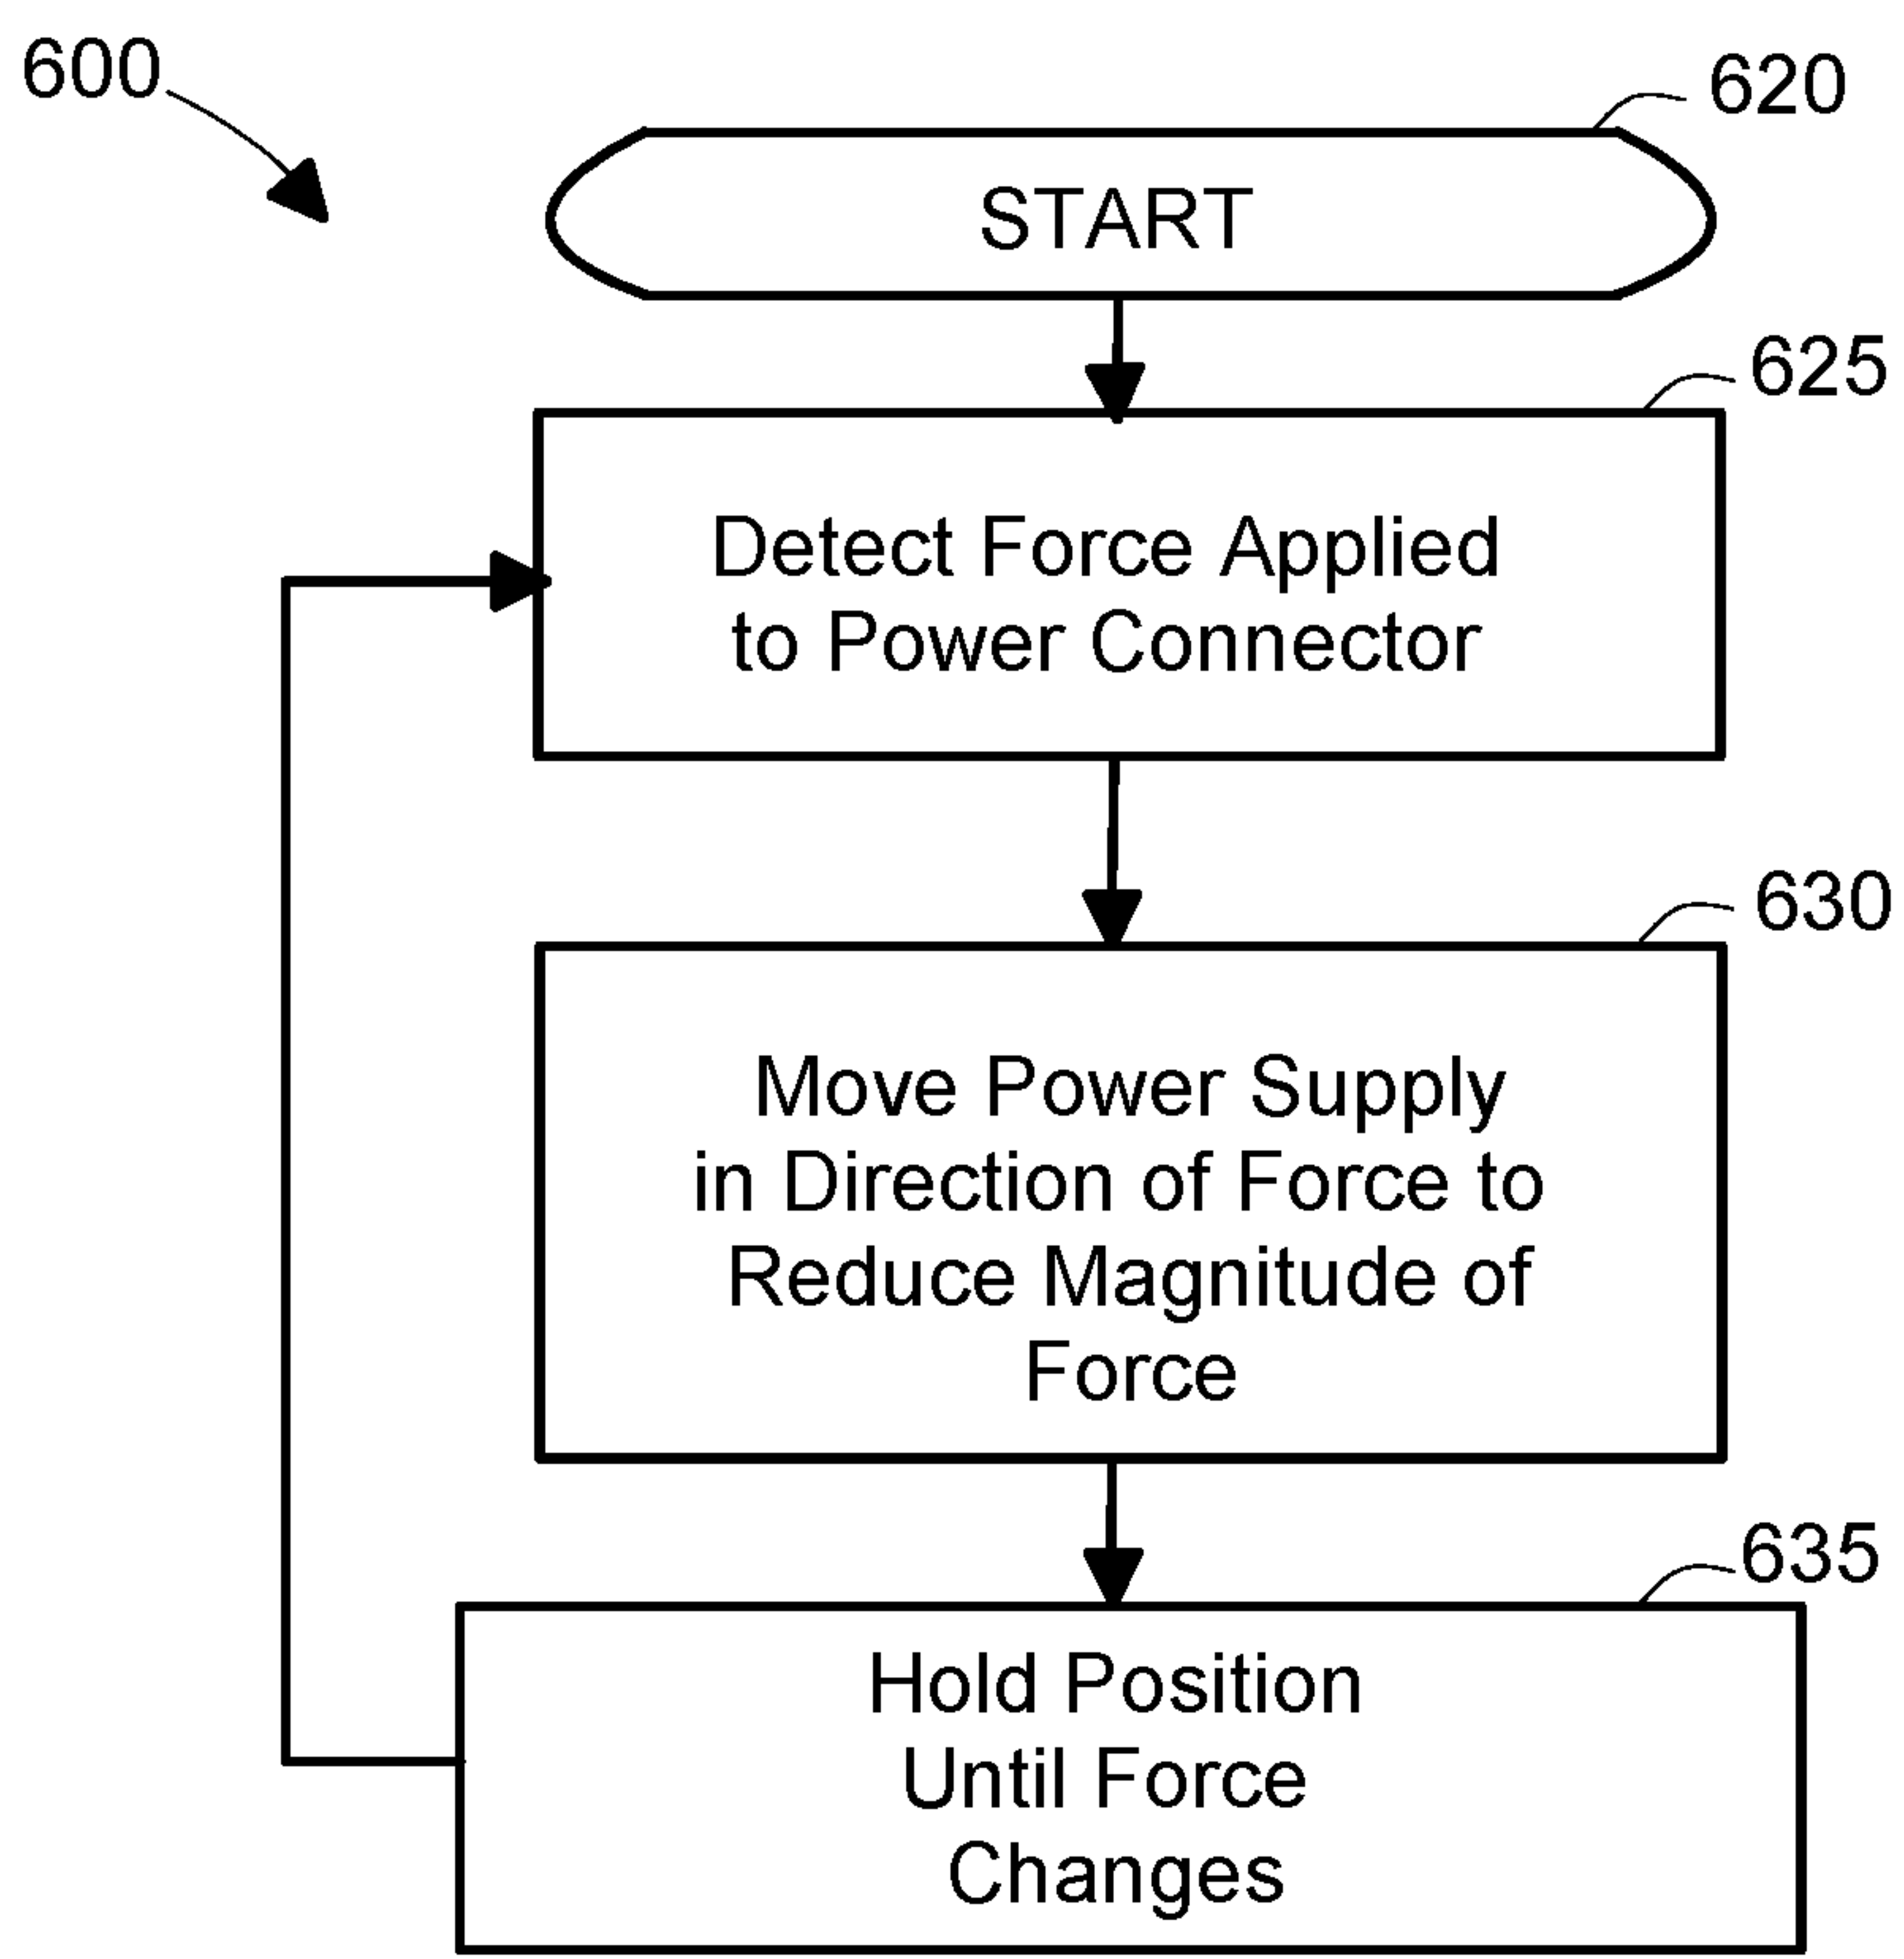 600
620
START
625
Detect Force Applied
to Power Connector
630
Move Power Supply
in Direction of Force to
Reduce Magnitude of
Force
635
Hold Position
Until Force
Changes